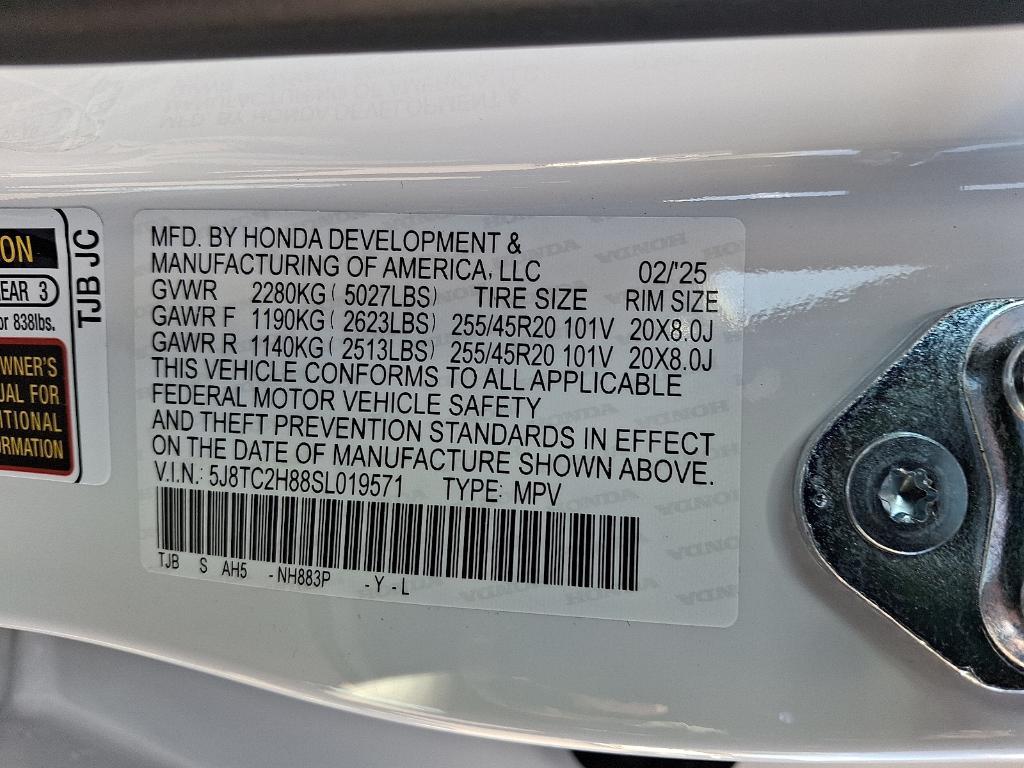 ON
EAR 3
or 838lbs.
WNER'S
UAL FOR
ITIONAL
ORMATION
TJB JC
MFD. BY HONDA DEVELOPMENT &
MANUFACTURING OF AMERICA, LLC 02/'25
GVWR 2280KG ( 5027LBS) TIRE SIZE RIM SIZE
GAWR F 1190KG ( 2623LBS) 255/45R20 101V 20X8.0J
GAWR R 1140KG ( 2513LBS) 255/45R20 101V 20X8.0J
THIS VEHICLE CONFORMS TO ALL APPLICABLE
FEDERAL MOTOR VEHICLE SAFETY
AND THEFT PREVENTION STANDARDS IN EFFECT
ON THE DATE OF MANUFACTURE SHOWN ABOVE.
V.I.N.: 5J8TC2H88SL019571 TYPE: MPV
TJB S AH5 -NH883P -Y-L